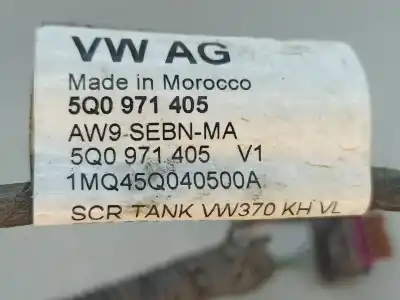 VW AG
Made in Morocco
5Q0 971 405
AW9-SEBN-MA
5Q0 971 405 V1
1MQ45Q040500A
SCR TANK VW370 KH VL